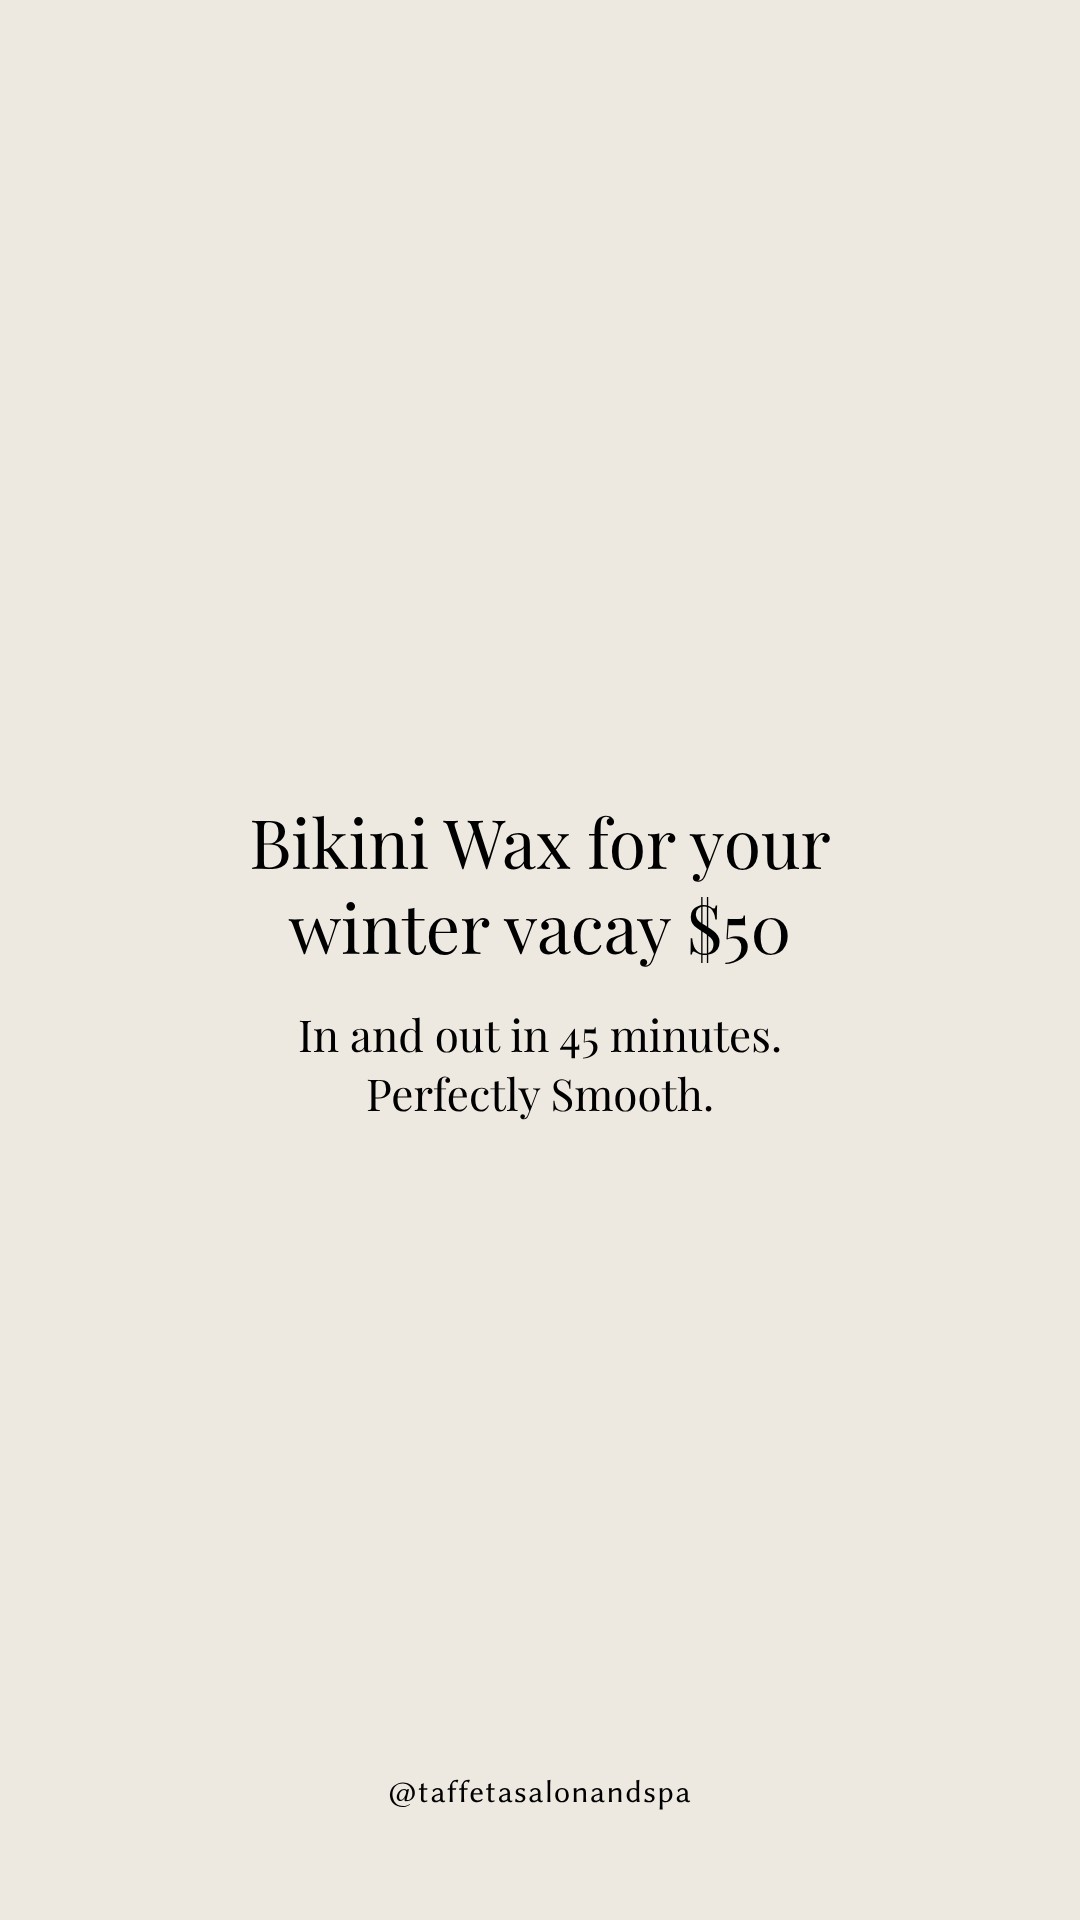 Bikini Wax for your
winter vacay $50
In and out in 45 minutes.
Perfectly Smooth.
@taffetasalonandspa